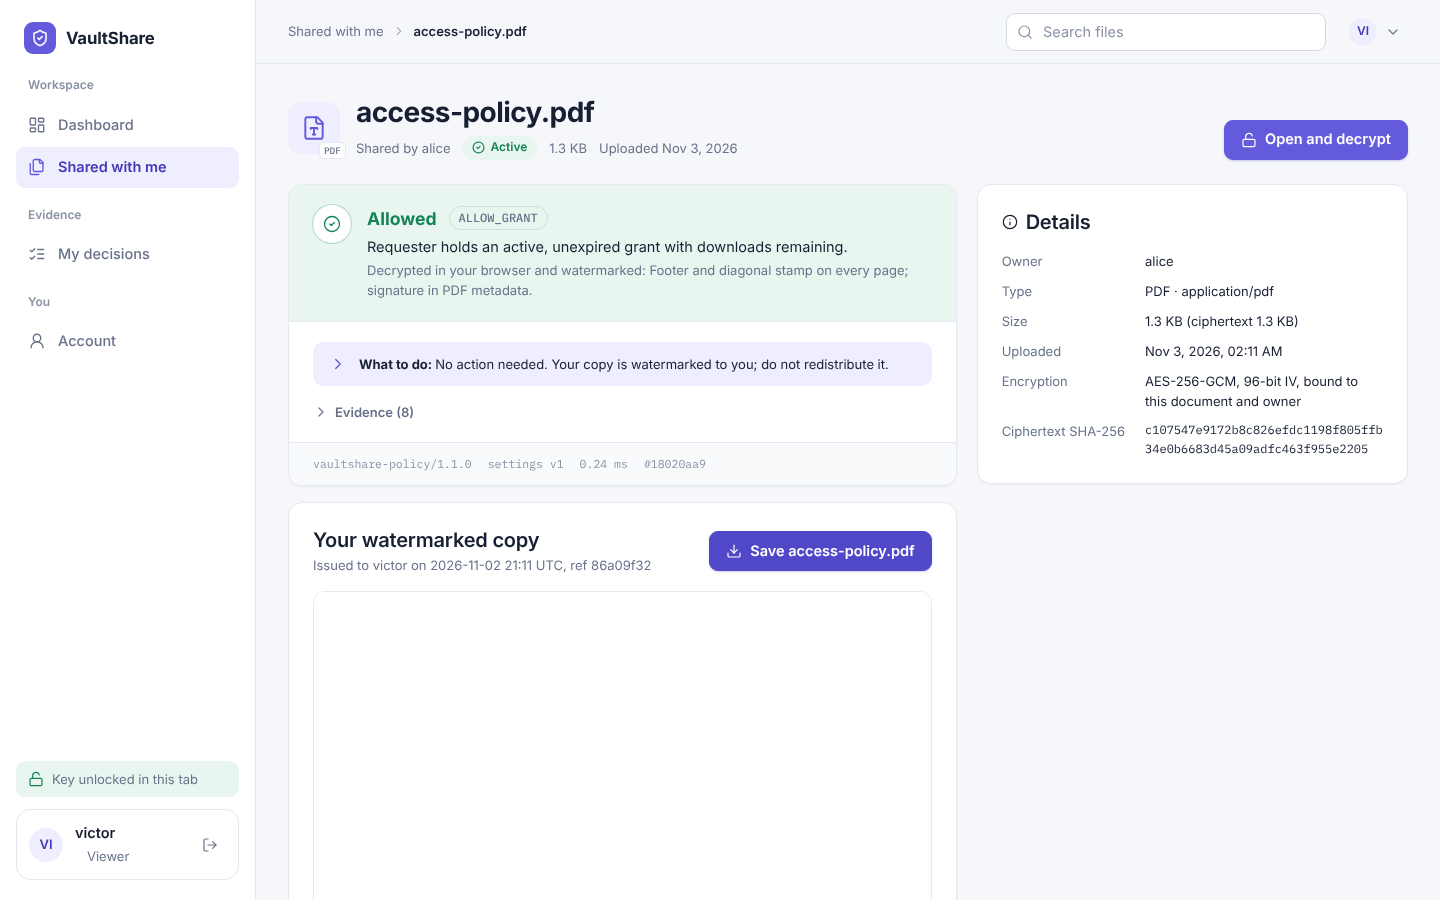 VaultShare
Workspace
Dashboard
Shared with me
Evidence
My decisions
You
Account
Key unlocked in this tab
VI
victor
Viewer
Shared with me
access-policy.pdf
Search files
VI
PDF
access-policy.pdf
Shared by alice
Active
1.3 KB
Uploaded Nov 3, 2026
Open and decrypt
Allowed
ALLOW_GRANT
Requester holds an active, unexpired grant with downloads remaining.
Decrypted in your browser and watermarked: Footer and diagonal stamp on every page;
signature in PDF metadata.
What to do: No action needed. Your copy is watermarked to you; do not redistribute it.
Evidence (8)
vaultshare-policy/1.1.0 settings v1 0.24 ms #18020aa9
Your watermarked copy
Issued to victor on 2026-11-02 21:11 UTC, ref 86a09f32
Save access-policy.pdf
Details
Owner alice
Type PDF · application/pdf
Size 1.3 KB (ciphertext 1.3 KB)
Uploaded Nov 3, 2026, 02:11 AM
Encryption AES-256-GCM, 96-bit IV, bound to
this document and owner
Ciphertext SHA-256 c107547e9172b8c826efdc1198f805ffb
34e0b6683d45a09adfc463f955e2205